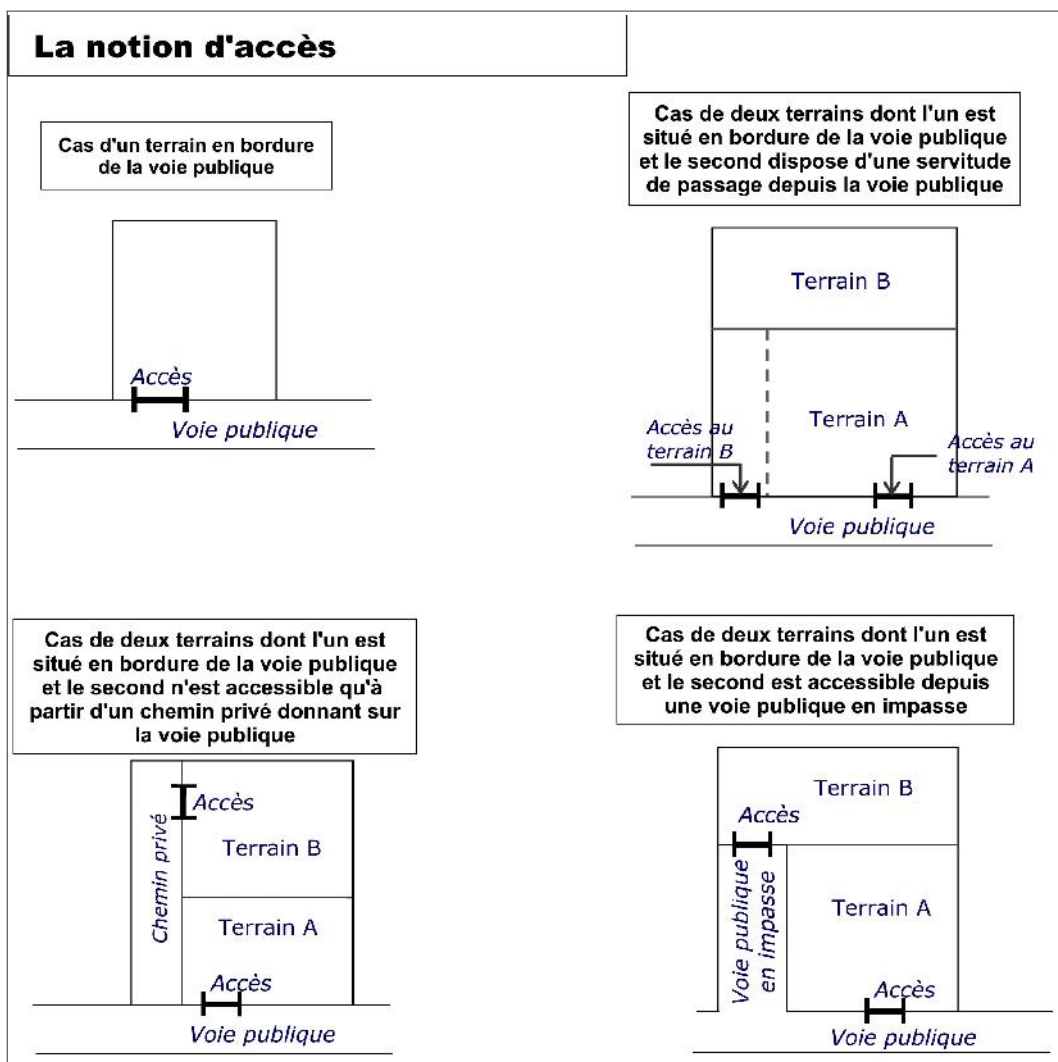 La notion d'accès
Cas d'un terrain en bordure
de la voie publique
Accès
Voie publique
Cas de deux terrains dont l'un est
situé en bordure de la voie publique
et le second dispose d'une servitude
de passage depuis la voie publique
Terrain B
Terrain A
Accès au
terrain B
Accès au
terrain A
Voie publique
Cas de deux terrains dont l'un est
situé en bordure de la voie publique
et le second n'est accessible qu'à
partir d'un chemin privé donnant sur
la voie publique
Accès
Chemin privé
Terrain B
Terrain A
Accès
Voie publique
Cas de deux terrains dont l'un est
situé en bordure de la voie publique
et le second est accessible depuis
une voie publique en impasse
Terrain B
Accès
Voie publique
en impasse
Terrain A
Accès
Voie publique